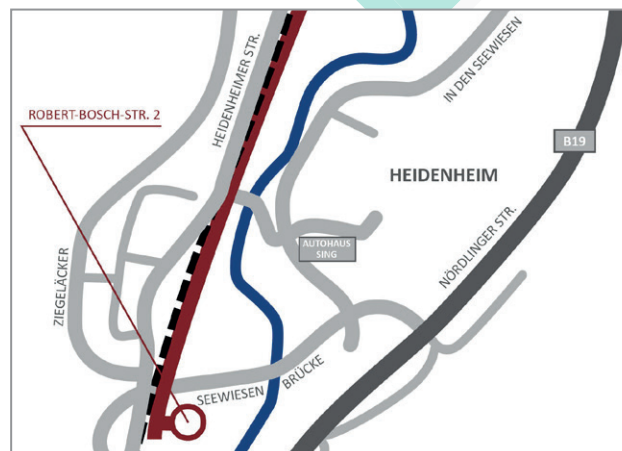 ROBERT-BOSCH-STR. 2
HEIDENHEIMER STR.
IN DEN SEEWIESEN
B19
HEIDENHEIM
AUTOHAUS
SING
NÖRDLINGER STR.
ZIEGELÄCKER
SEEWIESEN
BRÜCKE